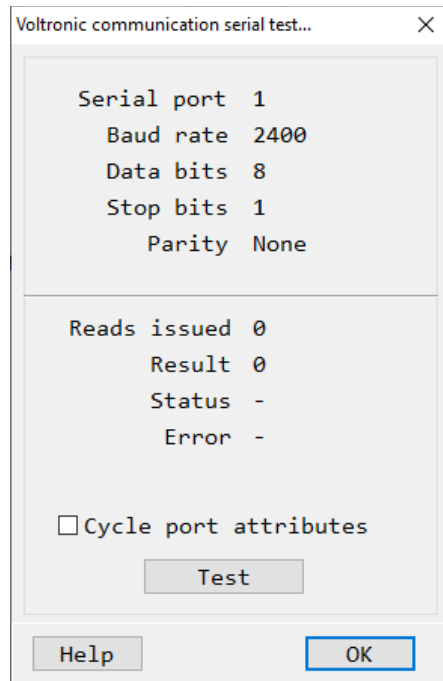 Voltronic communication serial test...
Serial port 1
Baud rate 2400
Data bits 8
Stop bits 1
Parity None
Reads issued 0
Result 0
Status -
Error -
Cycle port attributes
Test
Help OK